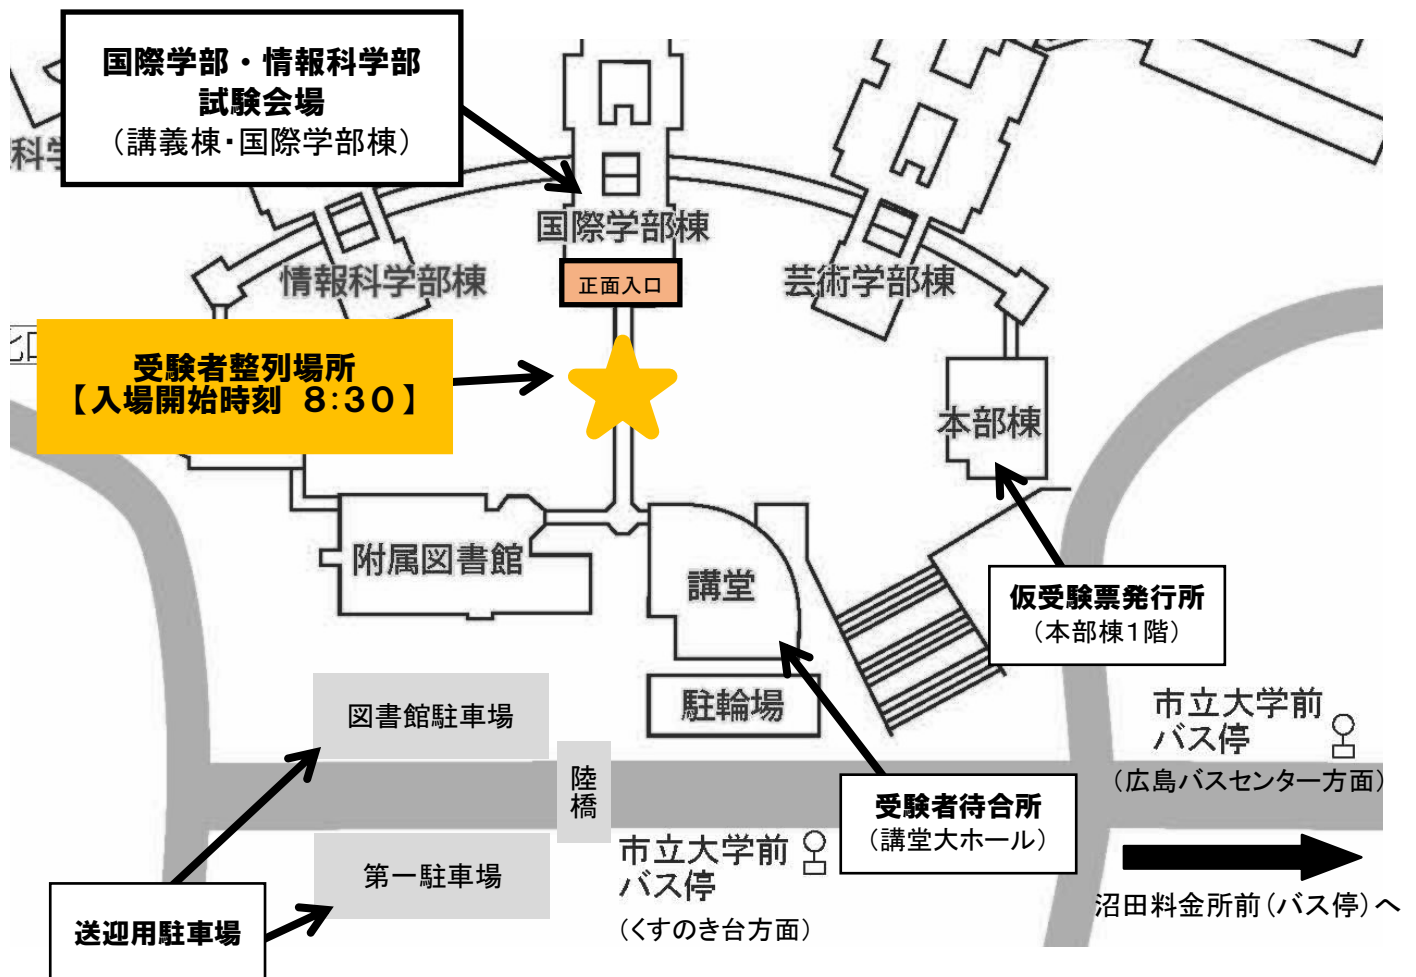 国際学部・情報科学部
試験会場
（講義棟・国際学部棟）
国際学部棟
情報科学部棟
芸術学部棟
正面入口
受験者整列場所
【入場開始時刻　8：30】
本部棟
附属図書館
講堂
仮受験票発行所
（本部棟1階）
図書館駐車場
駐輪場
市立大学前
バス停
（広島バスセンター方面）
陸橋
受験者待合所
（講堂大ホール）
市立大学前
バス停
（くすのき台方面）
第一駐車場
送迎用駐車場
沼田料金所前（バス停）へ